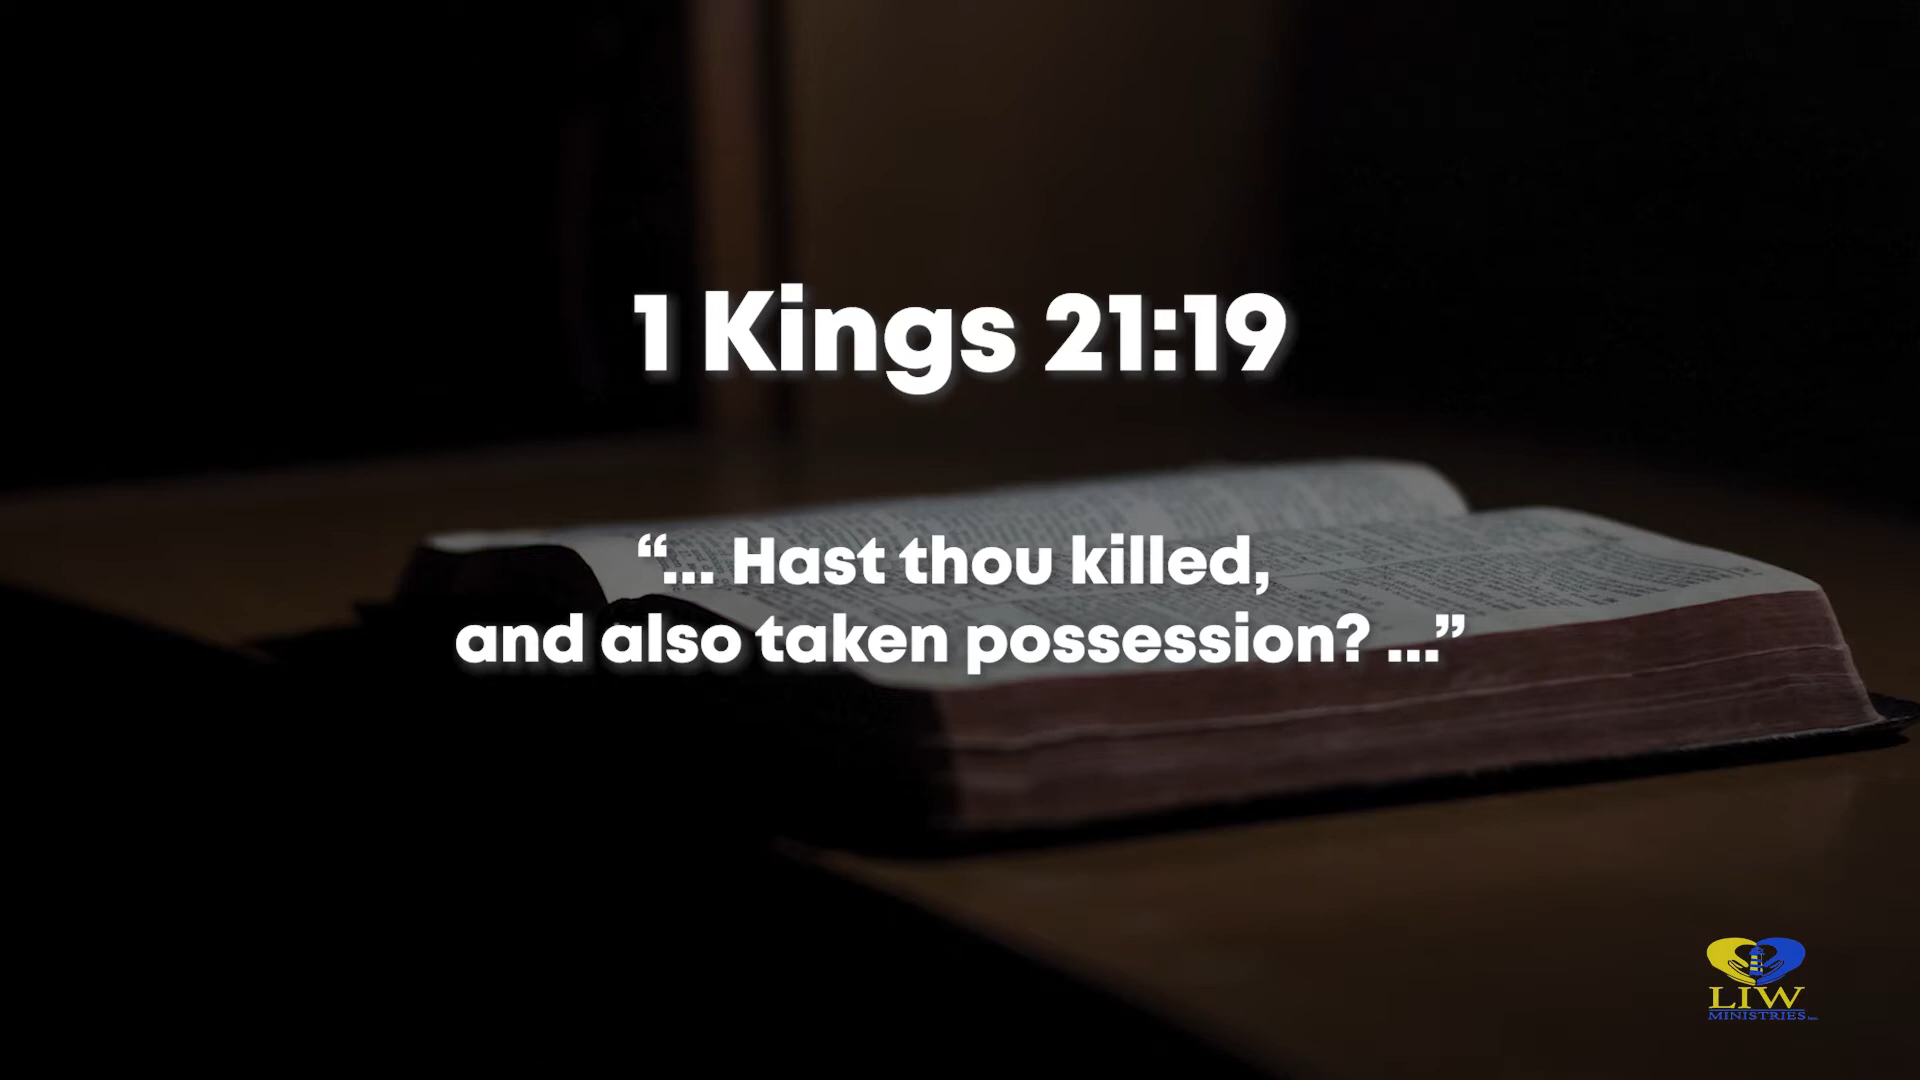 1 Kings 21:19
“... Hast thou killed,
and also taken possession? ...”
LIW
MINISTRIES